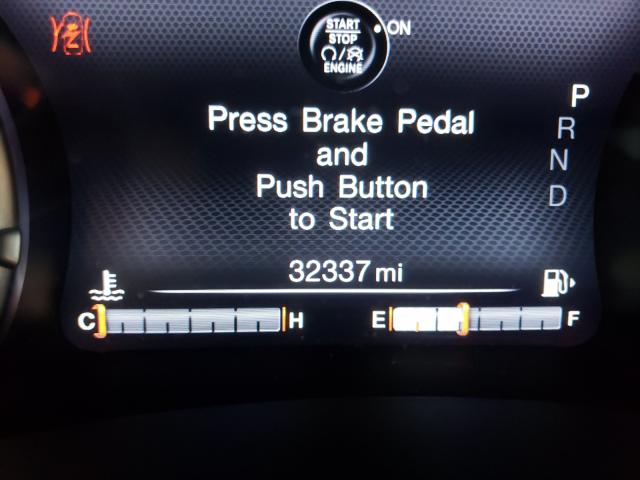 START
STOP
ENGINE
ON
Press Brake Pedal
and
Push Button
to Start
P
R
N
D
32337 mi
C H
E F